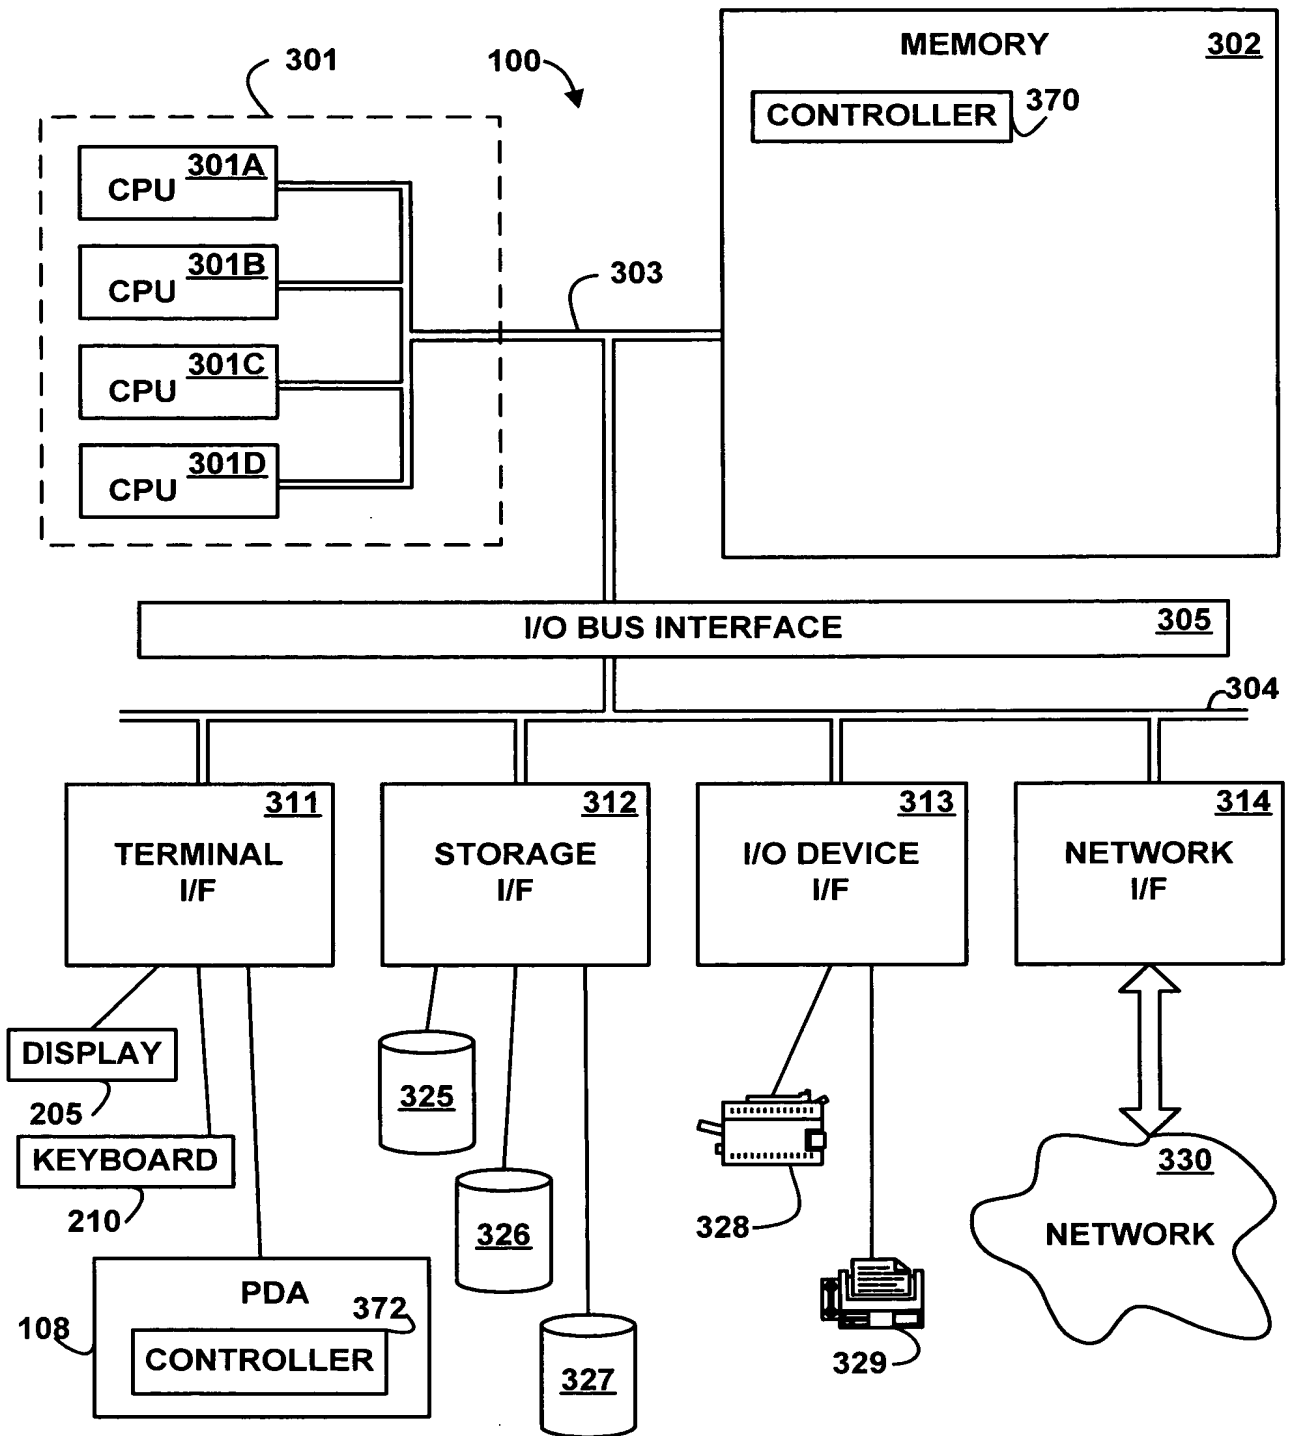 301
100
MEMORY 302
CONTROLLER 370
CPU 301A
CPU 301B
CPU 301C
CPU 301D
303
I/O BUS INTERFACE 305
304
311
TERMINAL
I/F
312
STORAGE
I/F
313
I/O DEVICE
I/F
314
NETWORK
I/F
DISPLAY
205
KEYBOARD
210
PDA
372
CONTROLLER
108
325
326
327
328
329
330
NETWORK